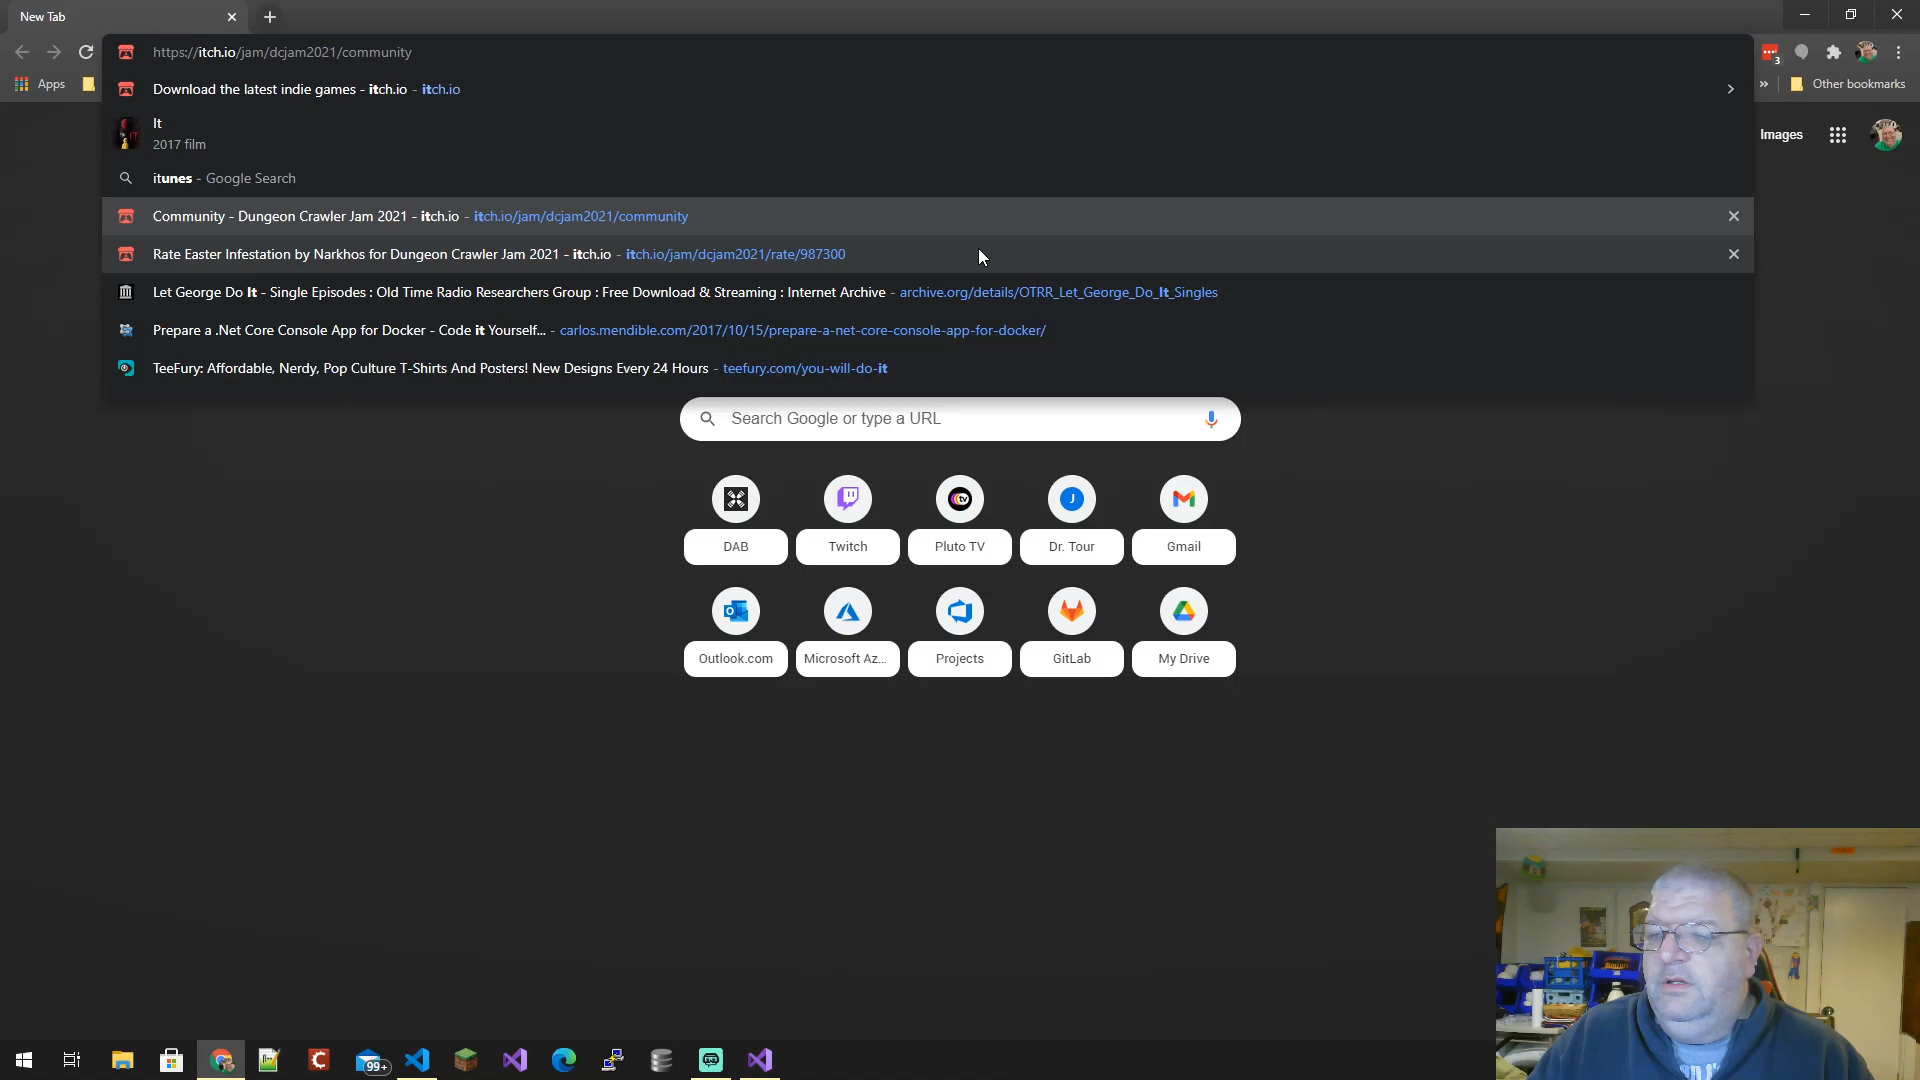 New Tab
https://itch.io/jam/dcjam2021/community
Apps
Download the latest indie games - itch.io - itch.io
It
2017 film
itunes - Google Search
Community - Dungeon Crawler Jam 2021 - itch.io - itch.io/jam/dcjam2021/community
Rate Easter Infestation by Narkhos for Dungeon Crawler Jam 2021 - itch.io - itch.io/jam/dcjam2021/rate/987300
Let George Do It - Single Episodes : Old Time Radio Researchers Group : Free Download & Streaming : Internet Archive - archive.org/details/OTRR_Let_George_Do_It_Singles
Prepare a .Net Core Console App for Docker - Code it Yourself... - carlos.mendible.com/2017/10/15/prepare-a-net-core-console-app-for-docker/
TeeFury: Affordable, Nerdy, Pop Culture T-Shirts And Posters! New Designs Every 24 Hours - teefury.com/you-will-do-it
3
» Other bookmarks
Images
Search Google or type a URL
DAB Twitch Pluto TV Dr. Tour Gmail
Outlook.com Microsoft Az... Projects GitLab My Drive
99+